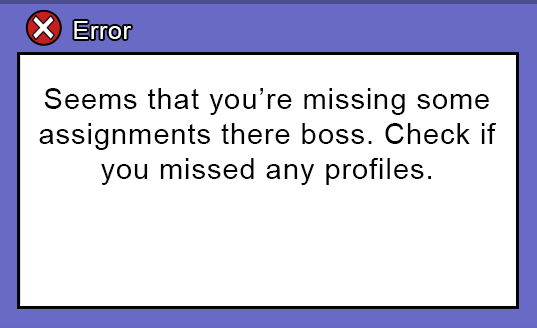 Error
Seems that you’re missing some
assignments there boss. Check if
you missed any profiles.